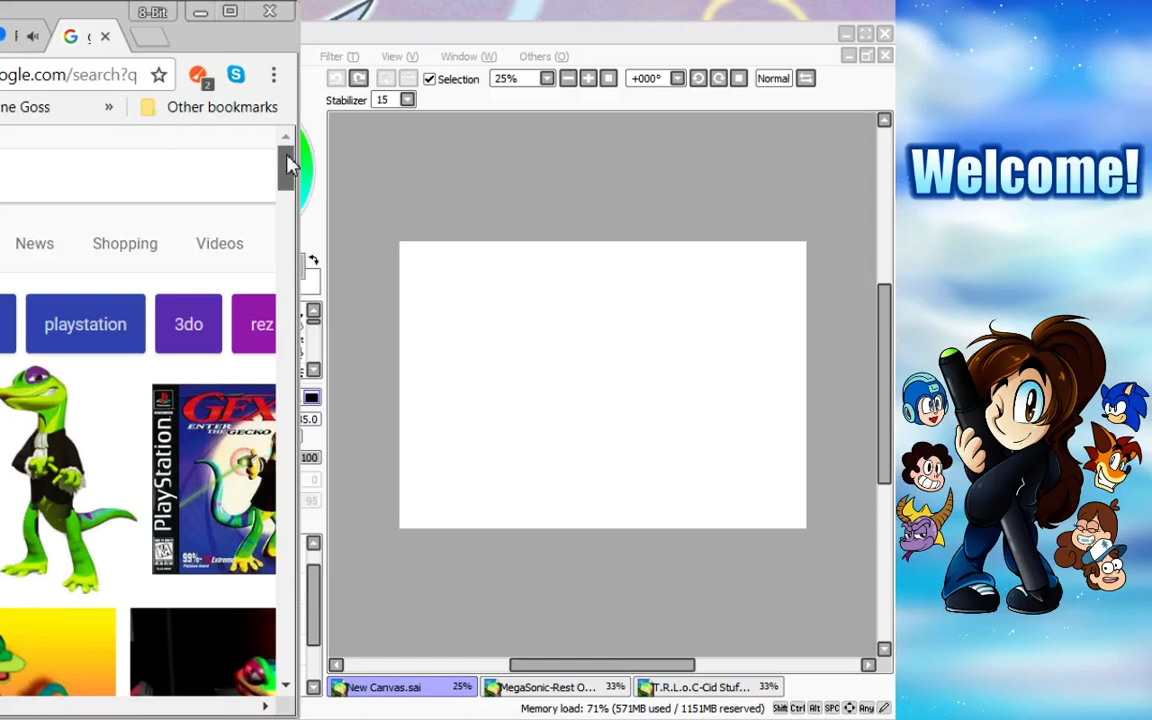 8-Bit
ogle.com/search?q
2
ne Goss
»
Other bookmarks
News
Shopping
Videos
playstation
3do
rez
PlayStation
GEX
ENTER THE GECKO
Filter (T)
View (V)
Window (W)
Others (O)
Selection
25%
+000°
Normal
Stabilizer
15
100
0
95
New Canvas.sai
25%
MegaSonic-Rest O...
33%
T.R.L.o.C-Cid Stuf...
33%
Memory load: 71% (571MB used / 1151MB reserved)
Shift Ctrl Alt SPC Any
Welcome!